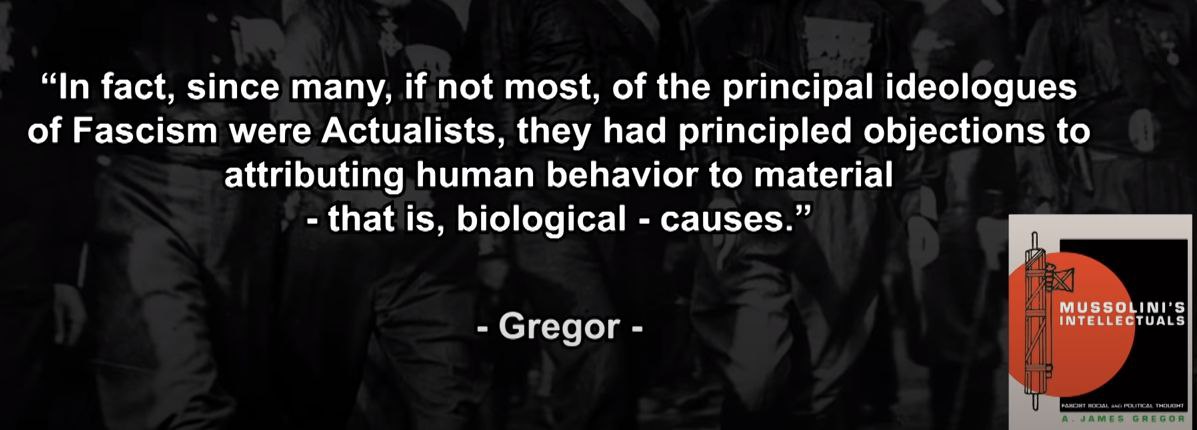 “In fact, since many, if not most, of the principal ideologues
of Fascism were Actualists, they had principled objections to
attributing human behavior to material
- that is, biological - causes.”
- Gregor -
MUSSOLINI'S
INTELLECTUALS
FASCIST SOCIAL AND POLITICAL THOUGHT
A. JAMES GREGOR